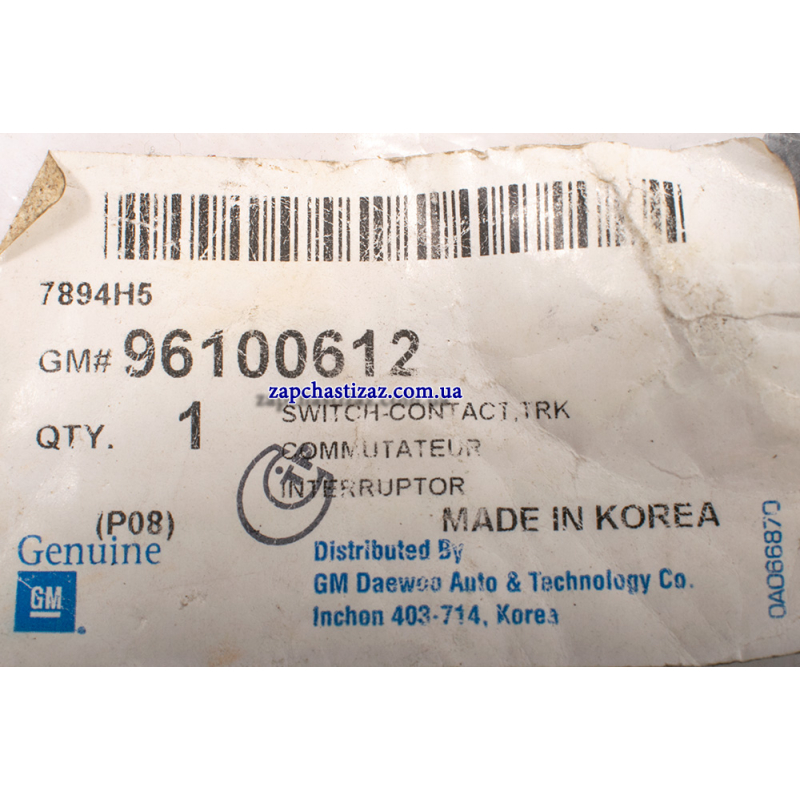 7894H5
GM# 96100612
zapchastizaz.com.ua
SWITCH-CONTACT,TRK
QTY. 1
COMMUTATEUR
INTERRUPTOR
(P08)
MADE IN KOREA
Genuine
GM
Distributed By
GM Daewoo Auto & Technology Co.
Inchon 403-714, Korea
0A066870